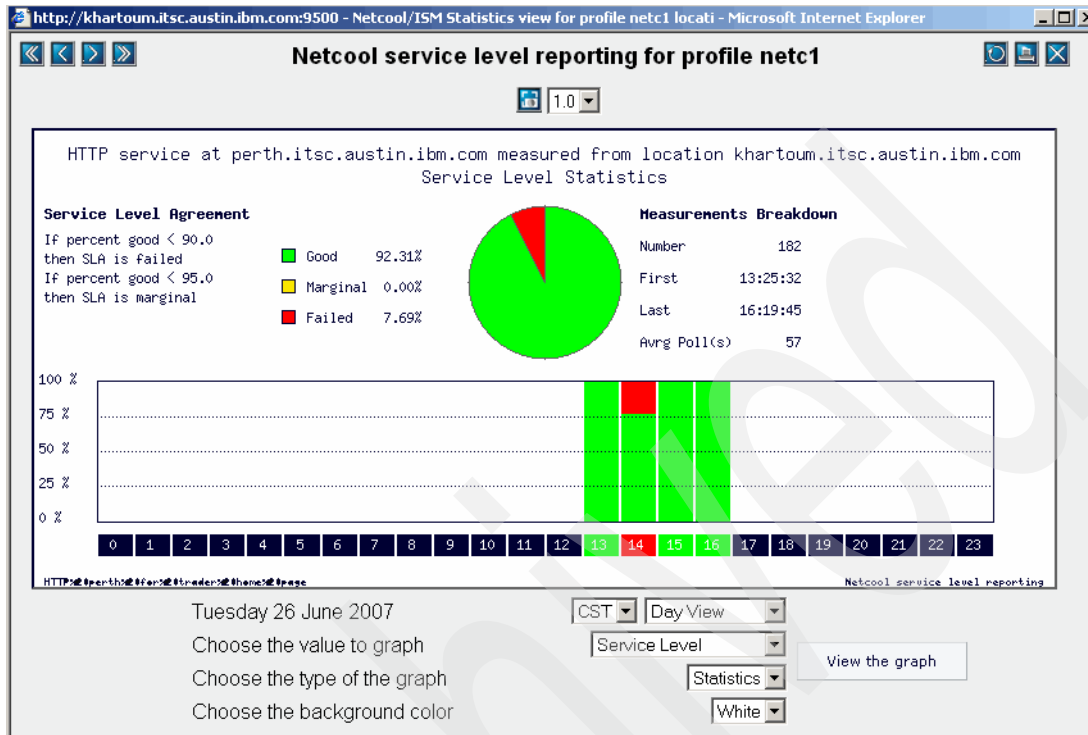 http://khartoum.itsc.austin.ibm.com:9500 - Netcool/ISM Statistics view for profile netc1 locati - Microsoft Internet Explorer
Netcool service level reporting for profile netc1
1.0
HTTP service at perth.itsc.austin.ibm.com measured from location khartoum.itsc.austin.ibm.com
Service Level Statistics
Service Level Agreement
If percent good < 90.0
then SLA is failed
If percent good < 95.0
then SLA is marginal
Good 92.31%
Marginal 0.00%
Failed 7.69%
Measurements Breakdown
Number 182
First 13:25:32
Last 16:19:45
Avrg Poll(s) 57
100 %
75 %
50 %
25 %
0 %
0 1 2 3 4 5 6 7 8 9 10 11 12 13 14 15 16 17 18 19 20 21 22 23
Netcool service level reporting
Tuesday 26 June 2007 CST Day View
Choose the value to graph Service Level
Choose the type of the graph Statistics
Choose the background color White
View the graph